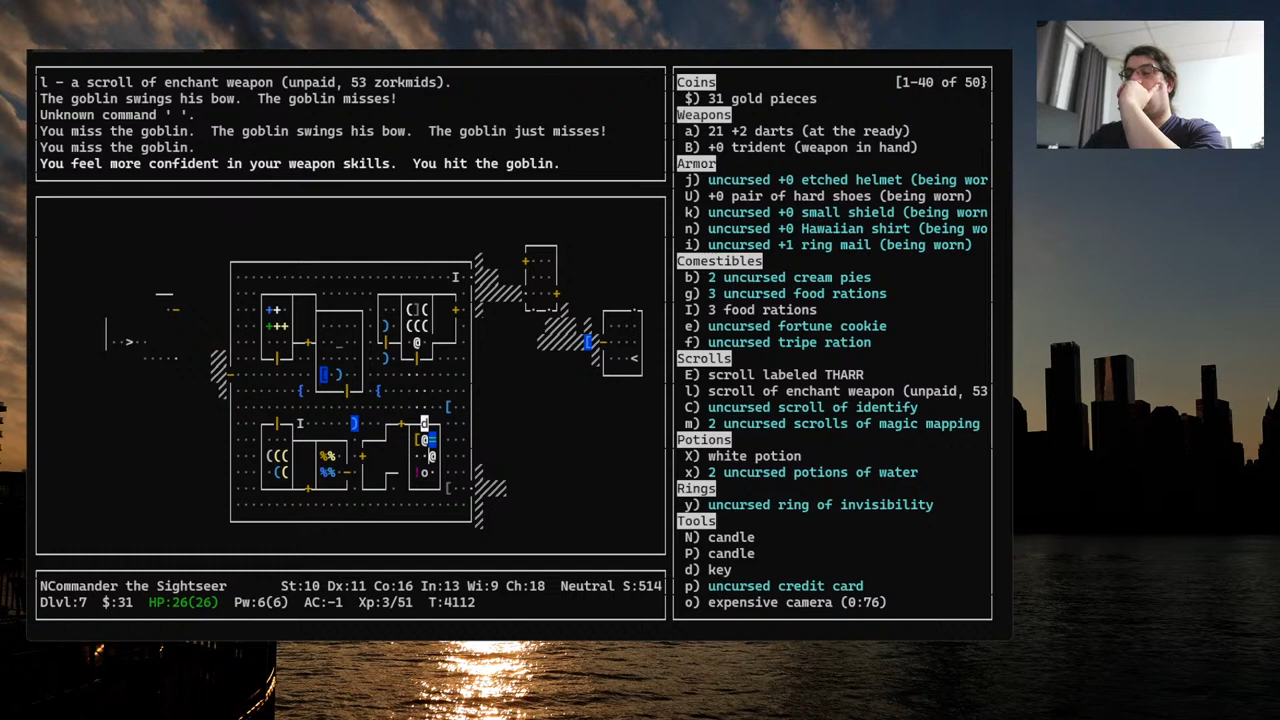 l - a scroll of enchant weapon (unpaid, 53 zorkmids).
The goblin swings his bow.  The goblin misses!
Unknown command ' '.
You miss the goblin.  The goblin swings his bow.  The goblin just misses!
You miss the goblin.
You feel more confident in your weapon skills.  You hit the goblin.
NCommander the Sightseer St:10 Dx:11 Co:16 In:13 Wi:9 Ch:18 Neutral S:514
Dlvl:7 $:31 HP:26(26) Pw:6(6) AC:-1 Xp:3/51 T:4112
Coins [1-40 of 50}
$) 31 gold pieces
Weapons
a) 21 +2 darts (at the ready)
B) +0 trident (weapon in hand)
Armor
j) uncursed +0 etched helmet (being wor
U) +0 pair of hard shoes (being worn)
k) uncursed +0 small shield (being worn
n) uncursed +0 Hawaiian shirt (being wo
i) uncursed +1 ring mail (being worn)
Comestibles
b) 2 uncursed cream pies
g) 3 uncursed food rations
I) 3 food rations
e) uncursed fortune cookie
f) uncursed tripe ration
Scrolls
E) scroll labeled THARR
l) scroll of enchant weapon (unpaid, 53
C) uncursed scroll of identify
m) 2 uncursed scrolls of magic mapping
Potions
X) white potion
x) 2 uncursed potions of water
Rings
y) uncursed ring of invisibility
Tools
N) candle
P) candle
d) key
p) uncursed credit card
o) expensive camera (0:76)